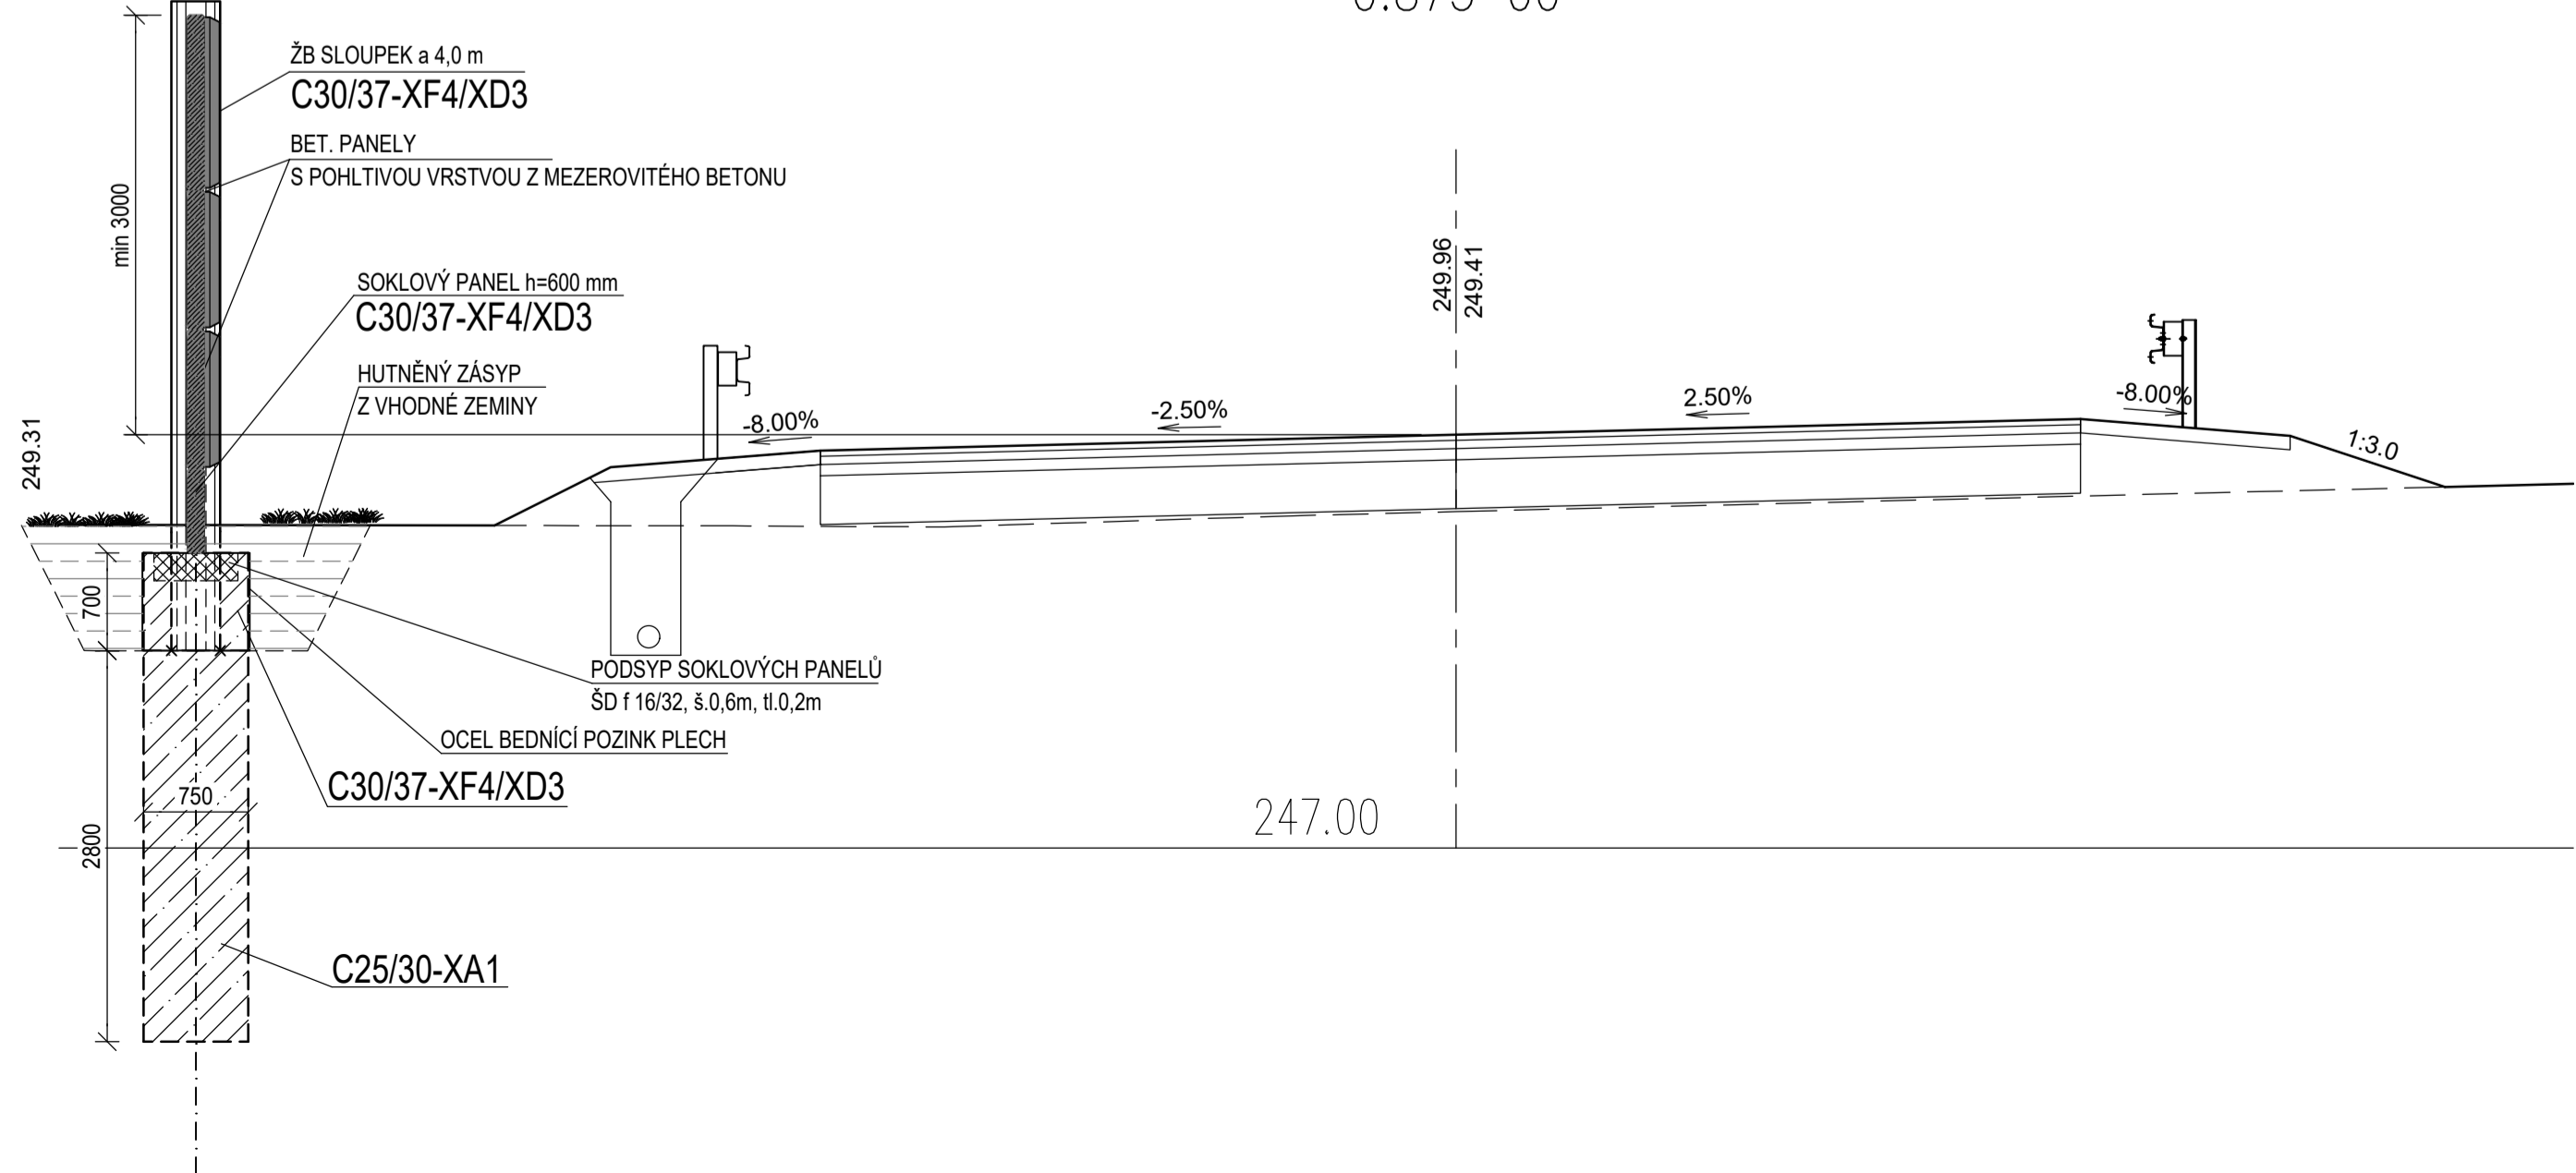 ŽB SLOUPEK a 4,0 m
C30/37-XF4/XD3
BET. PANELY
S POHLTIVOU VRSTVOU Z MEZEROVITÉHO BETONU
min 3000
SOKLOVÝ PANEL h=600 mm
C30/37-XF4/XD3
HUTNĚNÝ ZÁSYP
Z VHODNÉ ZEMINY
249.31
249.96
249.41
-8.00%
-2.50%
2.50%
-8.00%
1:3.0
700
PODSYP SOKLOVÝCH PANELŮ
ŠD f 16/32, š.0,6m, tl.0,2m
OCEL BEDNÍCÍ POZINK PLECH
C30/37-XF4/XD3
750
247.00
2800
C25/30-XA1